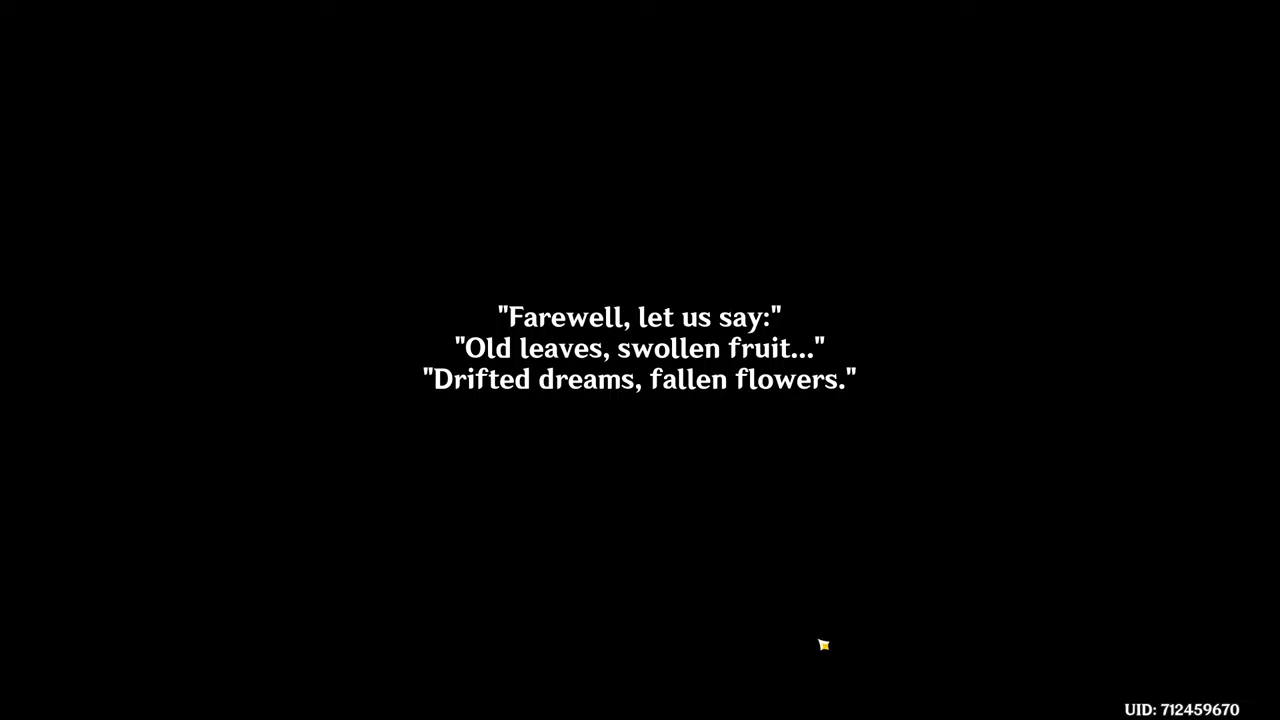 "Farewell, let us say:"
"Old leaves, swollen fruit..."
"Drifted dreams, fallen flowers."
UID: 712459670